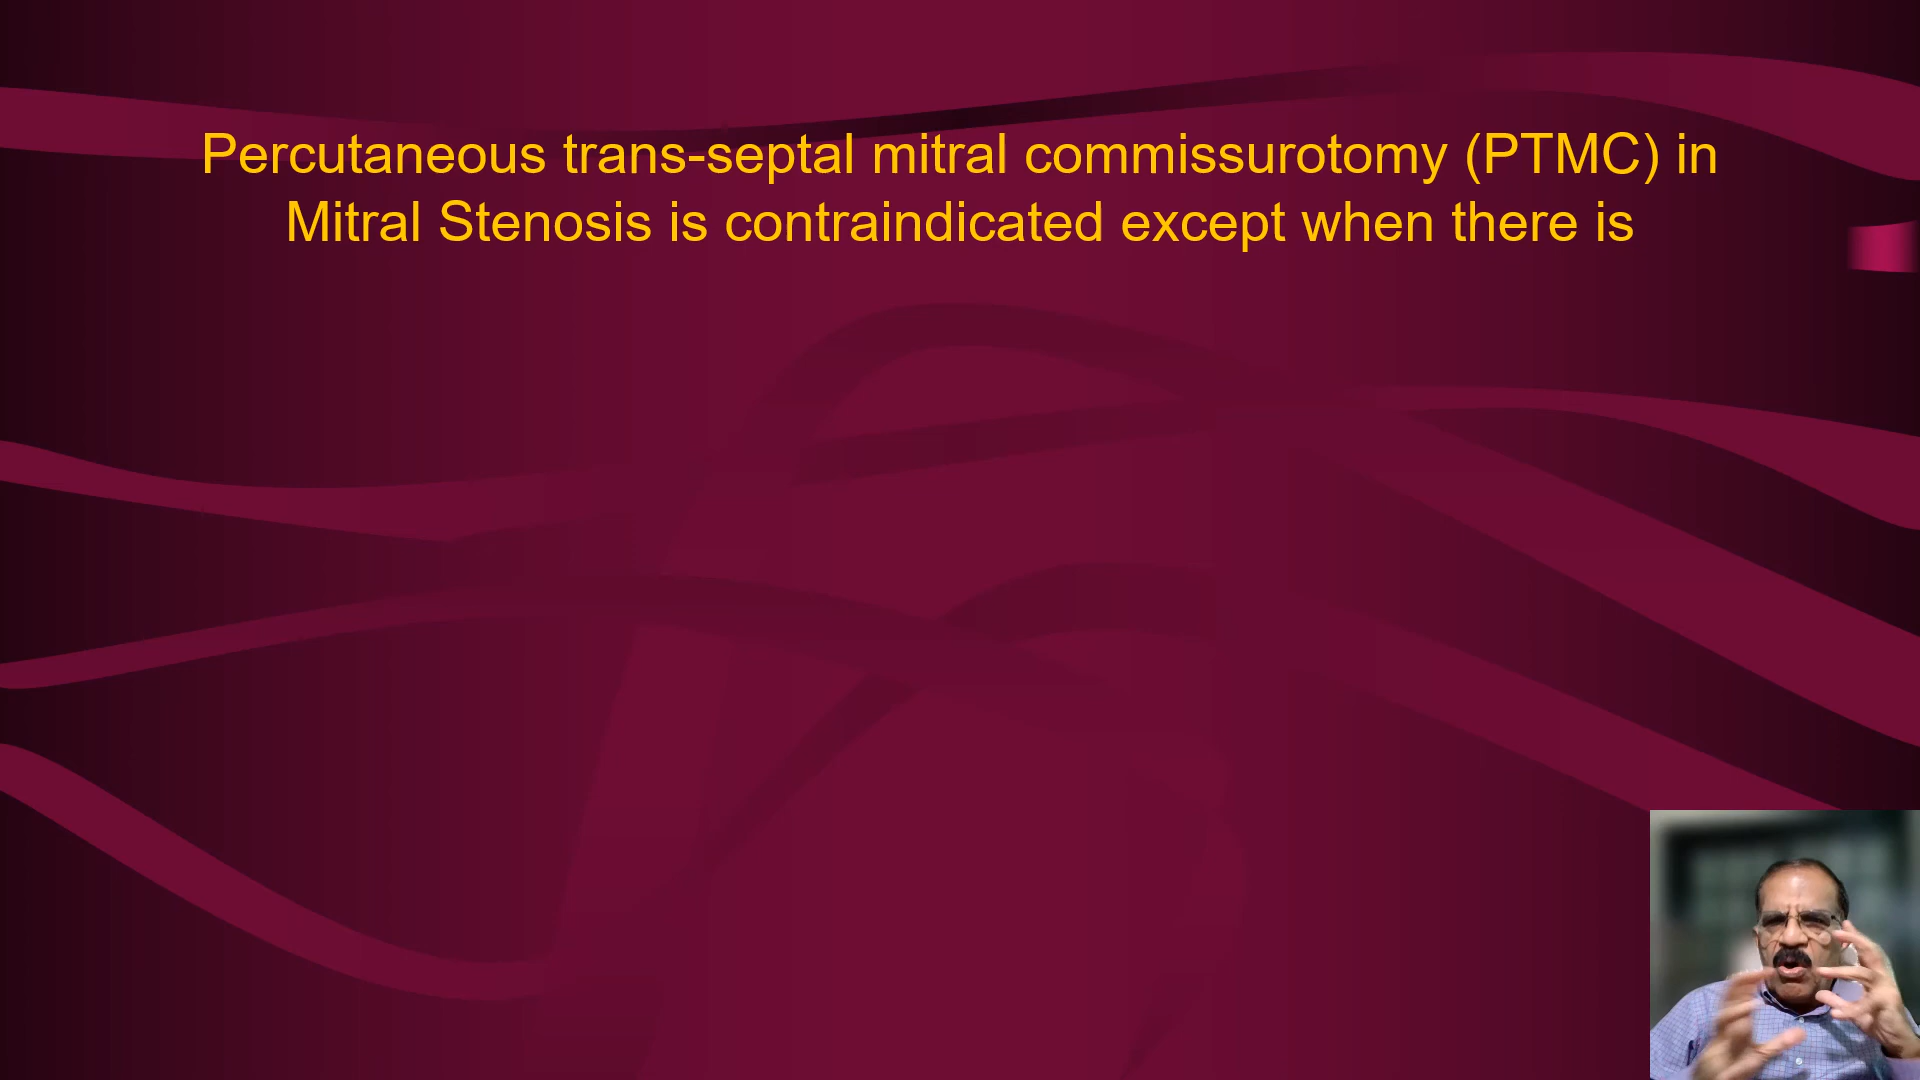 Percutaneous trans-septal mitral commissurotomy (PTMC) in
Mitral Stenosis is contraindicated except when there is